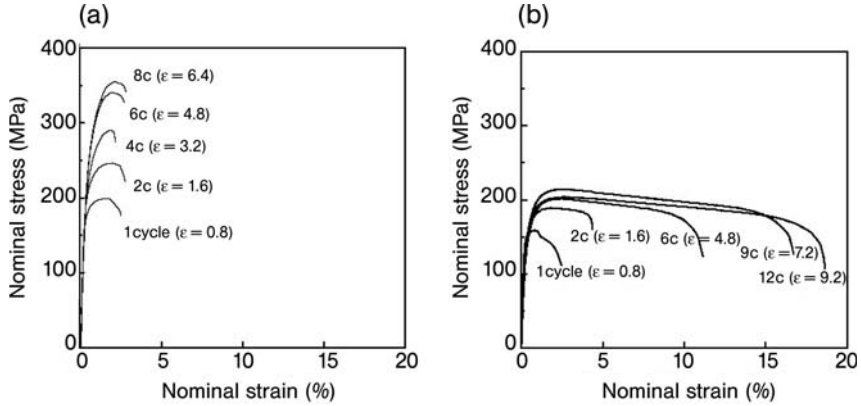 (a)
400
300
200
100
0
0
5
10
15
20
Nominal stress (MPa)
Nominal strain (%)
8c (ε = 6.4)
6c (ε = 4.8)
4c (ε = 3.2)
2c (ε = 1.6)
1cycle (ε = 0.8)
(b)
400
300
200
100
0
0
5
10
15
20
Nominal stress (MPa)
Nominal strain (%)
2c (ε = 1.6)
6c (ε = 4.8)
9c (ε = 7.2)
1cycle (ε = 0.8)
12c (ε = 9.2)